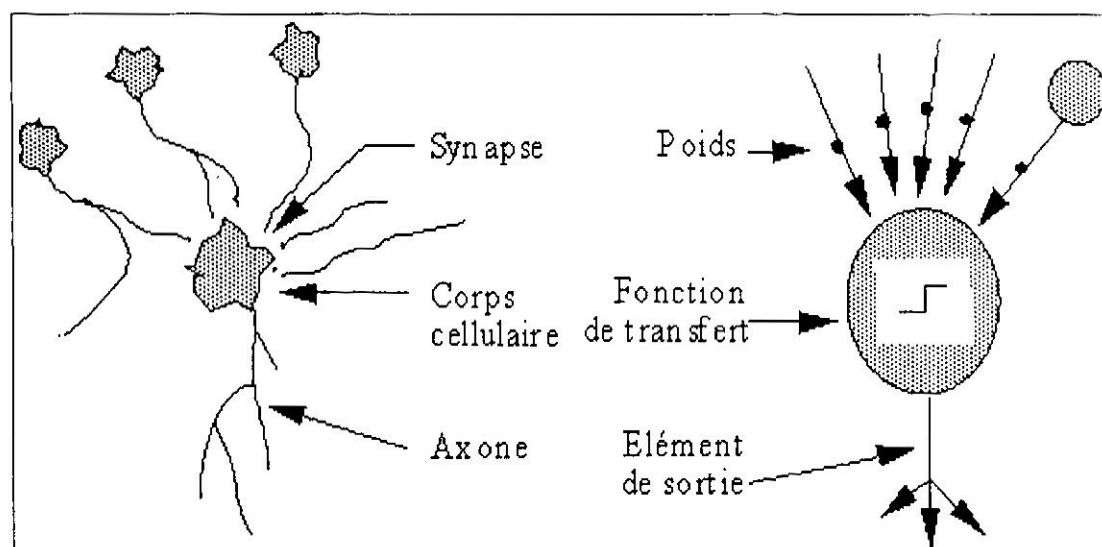 Synapse
Corps
cellulaire
Axone
Poids
Fonction
de transfert
Elément
de sortie